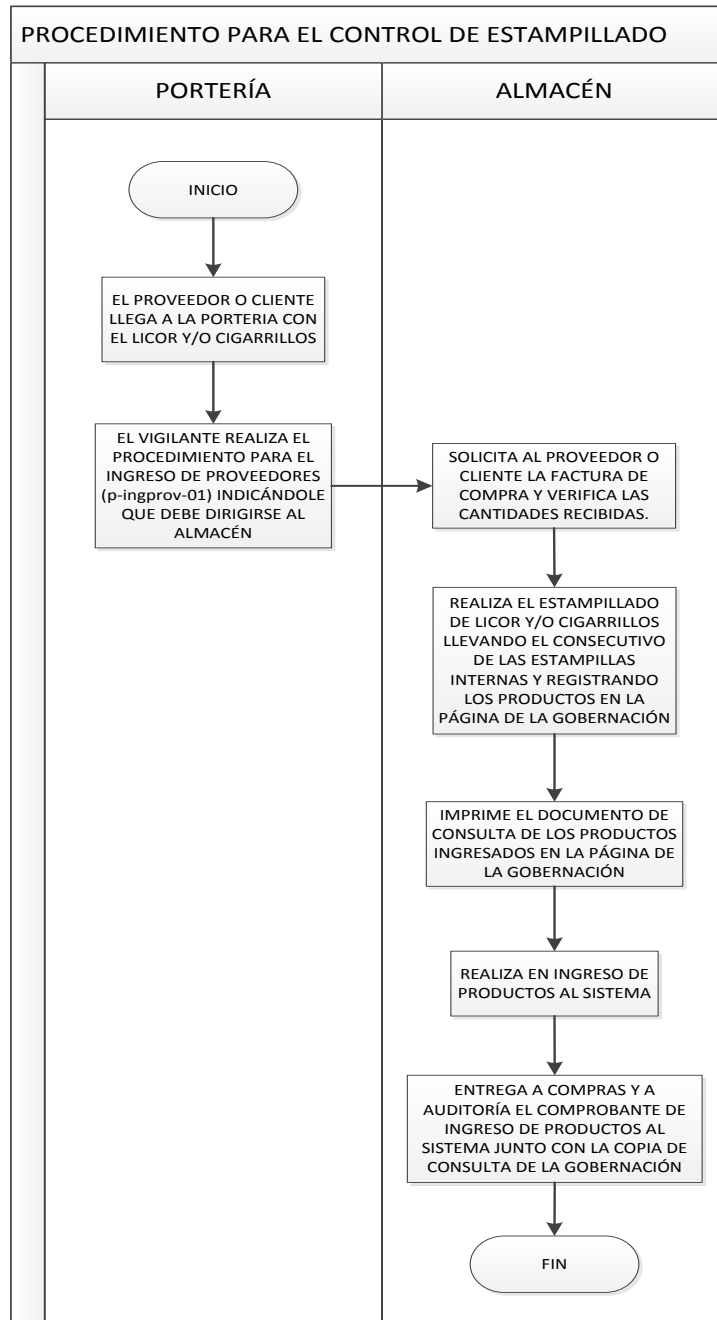 PROCEDIMIENTO PARA EL CONTROL DE ESTAMPILLADO
PORTERÍA
ALMACÉN
INICIO
EL PROVEEDOR O CLIENTE
LLEGA A LA PORTERIA CON
EL LICOR Y/O CIGARRILLOS
EL VIGILANTE REALIZA EL
PROCEDIMIENTO PARA EL
INGRESO DE PROVEEDORES
(p-ingprov-01) INDICÁNDOLE
QUE DEBE DIRIGIRSE AL
ALMACÉN
SOLICITA AL PROVEEDOR O
CLIENTE LA FACTURA DE
COMPRA Y VERIFICA LAS
CANTIDADES RECIBIDAS.
REALIZA EL ESTAMPILLADO
DE LICOR Y/O CIGARRILLOS
LLEVANDO EL CONSECUTIVO
DE LAS ESTAMPILLAS
INTERNAS Y REGISTRANDO
LOS PRODUCTOS EN LA
PÁGINA DE LA GOBERNACIÓN
IMPRIME EL DOCUMENTO DE
CONSULTA DE LOS PRODUCTOS
INGRESADOS EN LA PÁGINA DE
LA GOBERNACIÓN
REALIZA EN INGRESO DE
PRODUCTOS AL SISTEMA
ENTREGA A COMPRAS Y A
AUDITORÍA EL COMPROBANTE DE
INGRESO DE PRODUCTOS AL
SISTEMA JUNTO CON LA COPIA DE
CONSULTA DE LA GOBERNACIÓN
FIN